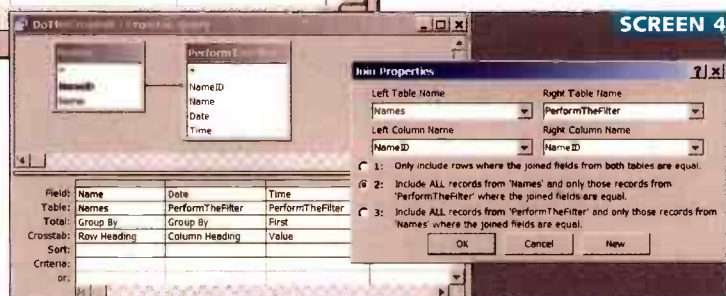 SCREEN 4
PerformT
*
NameID
Name
Date
Time
*
NameID
Name
Field: Name Date Time
Table: Names PerformTheFilter PerformTheFilter
Total: Group By Group By First
Crosstab: Row Heading Column Heading Value
Sort:
Criteria:
or:
Join Properties
Left Table Name Right Table Name
Names PerformTheFilter
Left Column Name Right Column Name
NameID NameID
1: Only include rows where the joined fields from both tables are equal.
2: Include ALL records from 'Names' and only those records from
'PerformTheFilter' where the joined fields are equal.
3: Include ALL records from 'PerformTheFilter' and only those records from
'Names' where the joined fields are equal.
OK Cancel New